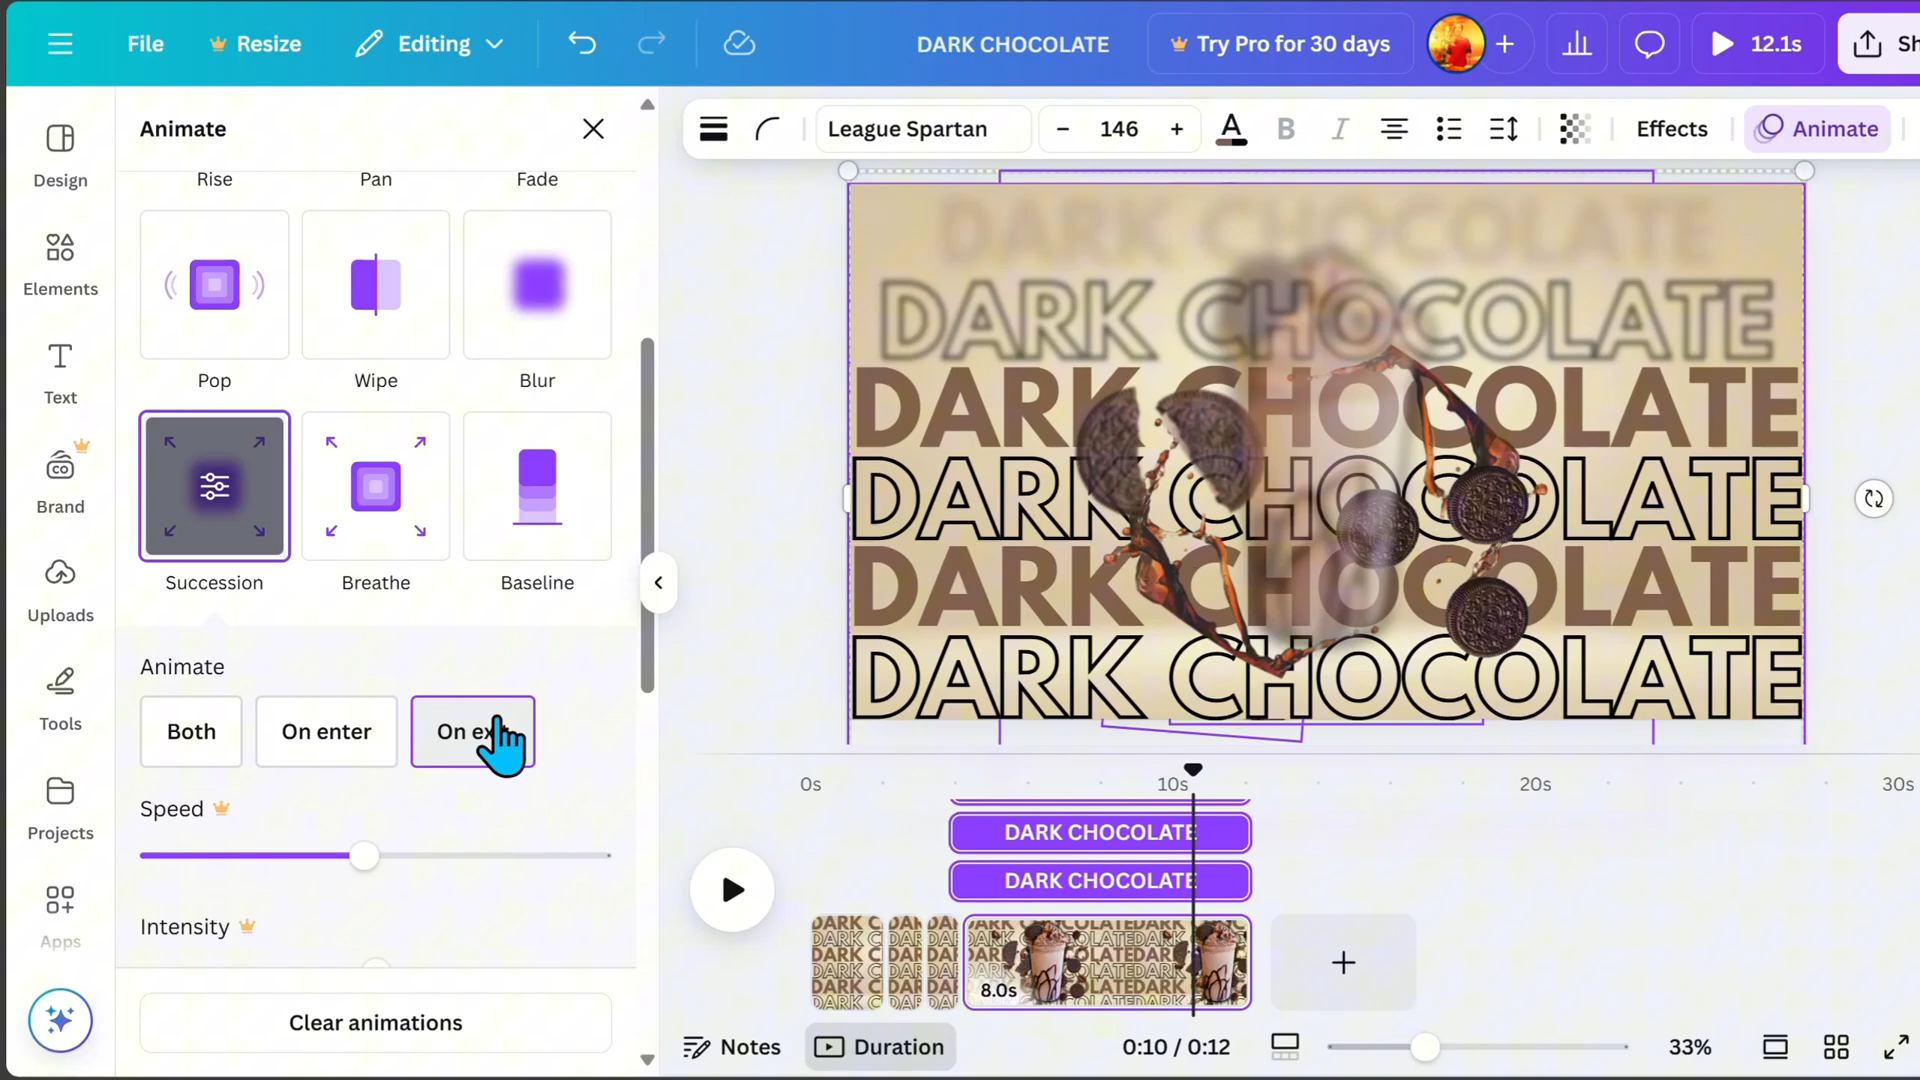 File
Resize
Editing
DARK CHOCOLATE
Try Pro for 30 days
12.1s
Sh
Design
Elements
Text
Brand
Uploads
Tools
Projects
Apps
Animate
Rise
Pan
Fade
Pop
Wipe
Blur
Succession
Breathe
Baseline
Animate
Both
On enter
On ex
Speed
Intensity
Clear animations
League Spartan
146
A
B
I
Effects
Animate
DARK CHOCOLATE
DARK CHOCOLATE
DARK CHOCOLATE
DARK CHOCOLATE
DARK CHOCOLATE
DARK CHOCOLATE
0s
10s
20s
30s
DARK CHOCOLATE
DARK CHOCOLATE
8.0s
Notes
Duration
0:10 / 0:12
33%